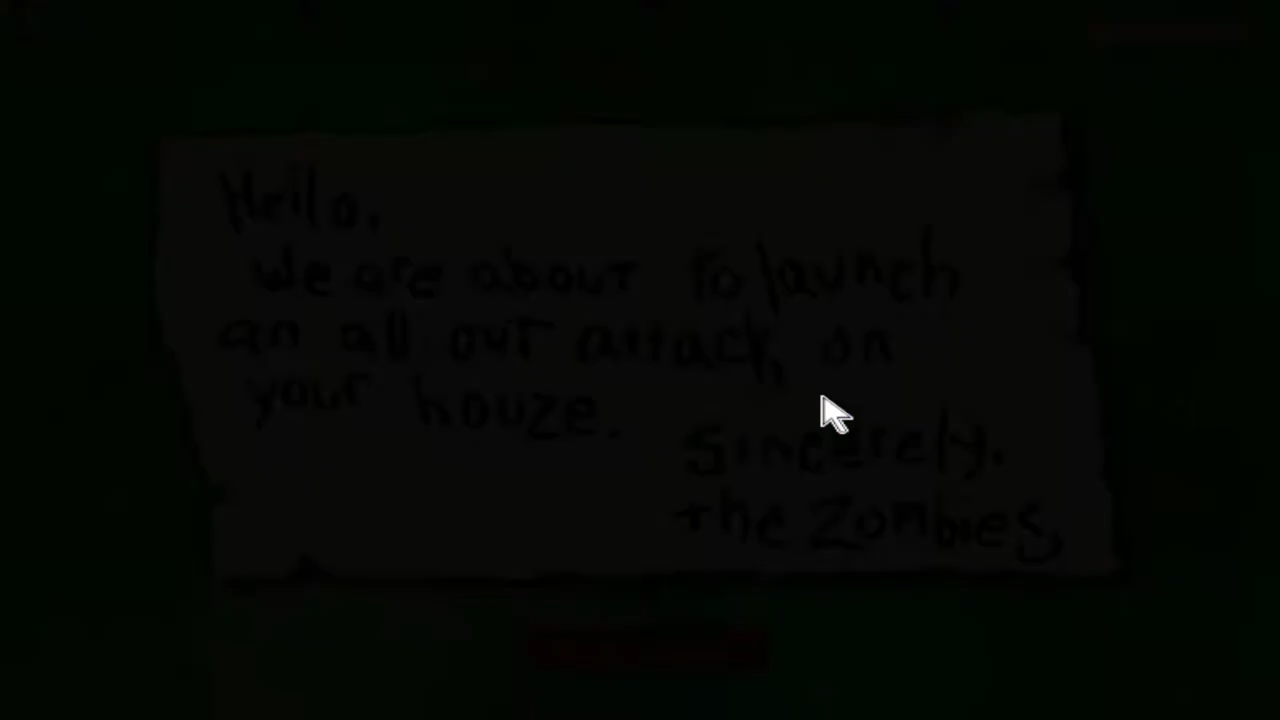 Hello,
We are about to launch
an all out attack on
your houze.
Sincerely,
the Zombies